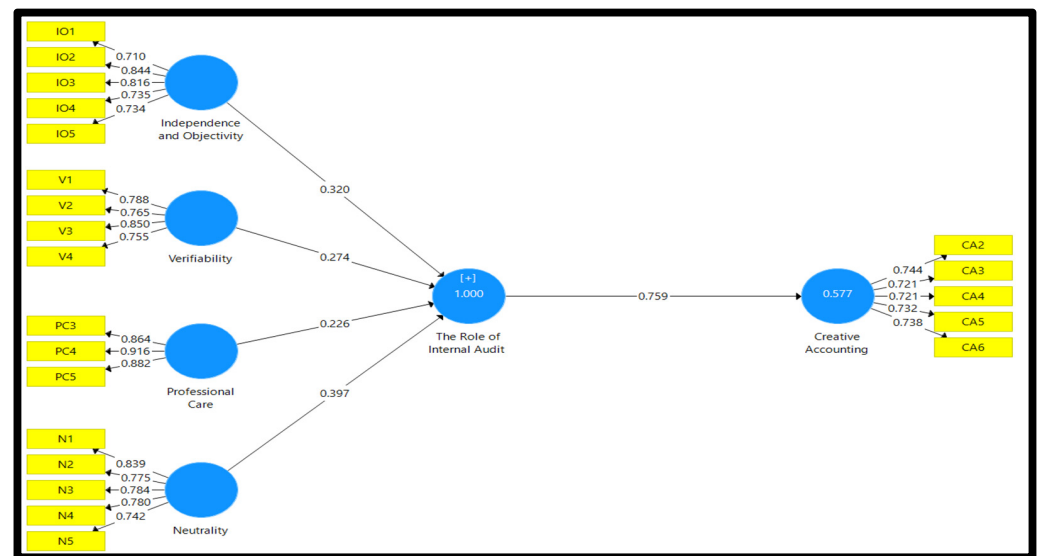 IO1
IO2
IO3
IO4
IO5
0.710
0.844
0.816
0.735
0.734
Independence
and Objectivity
0.320
V1
V2
V3
V4
0.788
0.765
0.850
0.755
Verifiability
0.274
PC3
PC4
PC5
0.864
0.916
0.882
Professional
Care
0.226
N1
N2
N3
N4
N5
0.839
0.775
0.784
0.780
0.742
Neutrality
0.397
[+]
1.000
The Role of
Internal Audit
0.759
0.577
Creative
Accounting
0.744
0.721
0.721
0.732
0.738
CA2
CA3
CA4
CA5
CA6